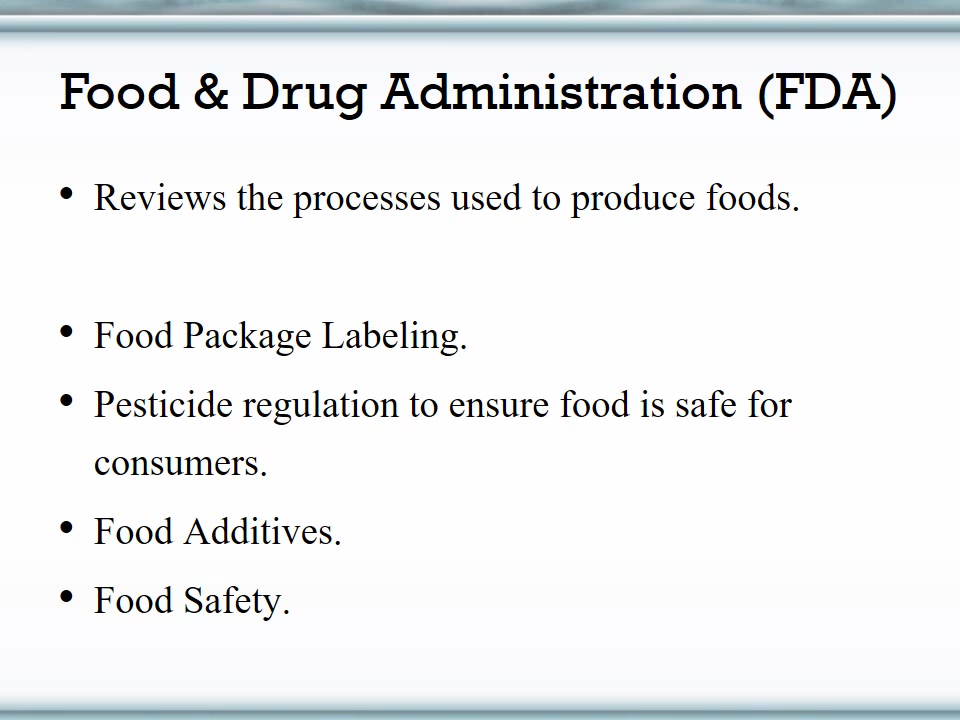 Food & Drug Administration (FDA)
• Reviews the processes used to produce foods.
• Food Package Labeling.
• Pesticide regulation to ensure food is safe for
consumers.
• Food Additives.
• Food Safety.